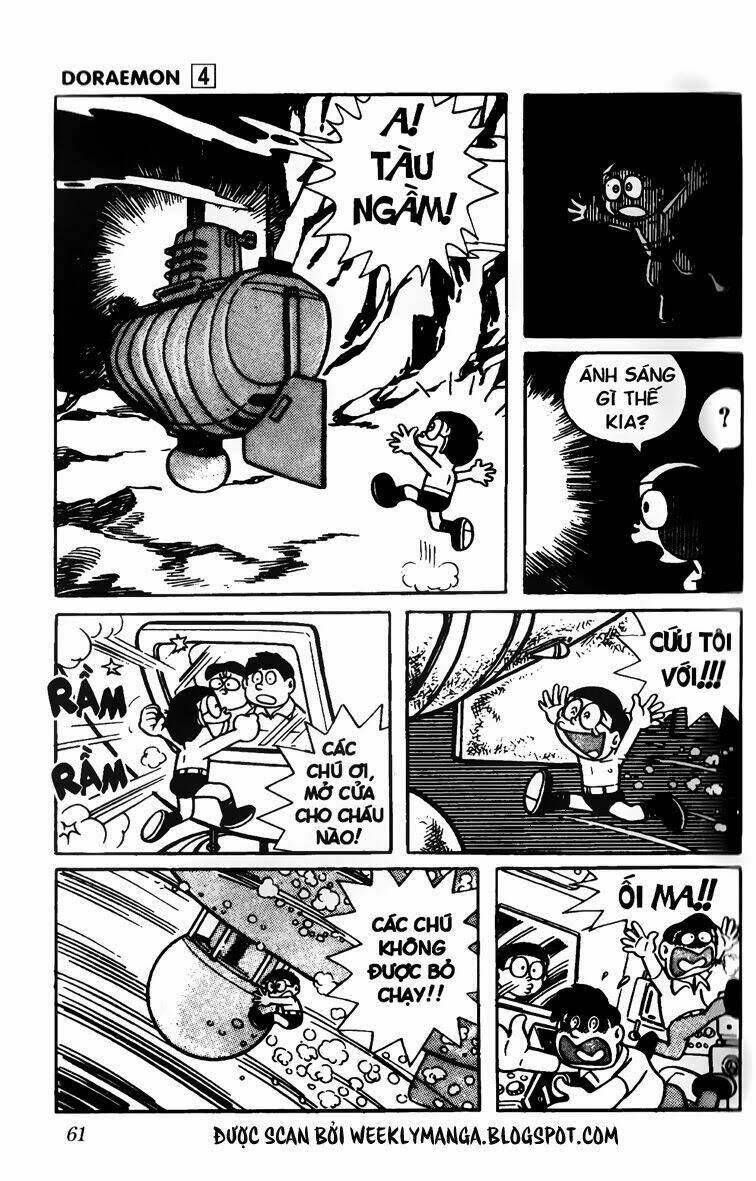 DORAEMON 4
A!
TÀU
NGẦM!
ÁNH SÁNG
GÌ THẾ
KIA?
?
RẦM
RẦM
CÁC
CHÚ ƠI,
MỞ CỬA
CHO CHÁU
NÀO!
CỨU TÔI
VỚI!!!
CÁC CHÚ
KHÔNG
ĐƯỢC BỎ
CHẠY!!
ỐI MA!!
61
ĐƯỢC SCAN BỞI WEEKLYMANGA.BLOGSPOT.COM